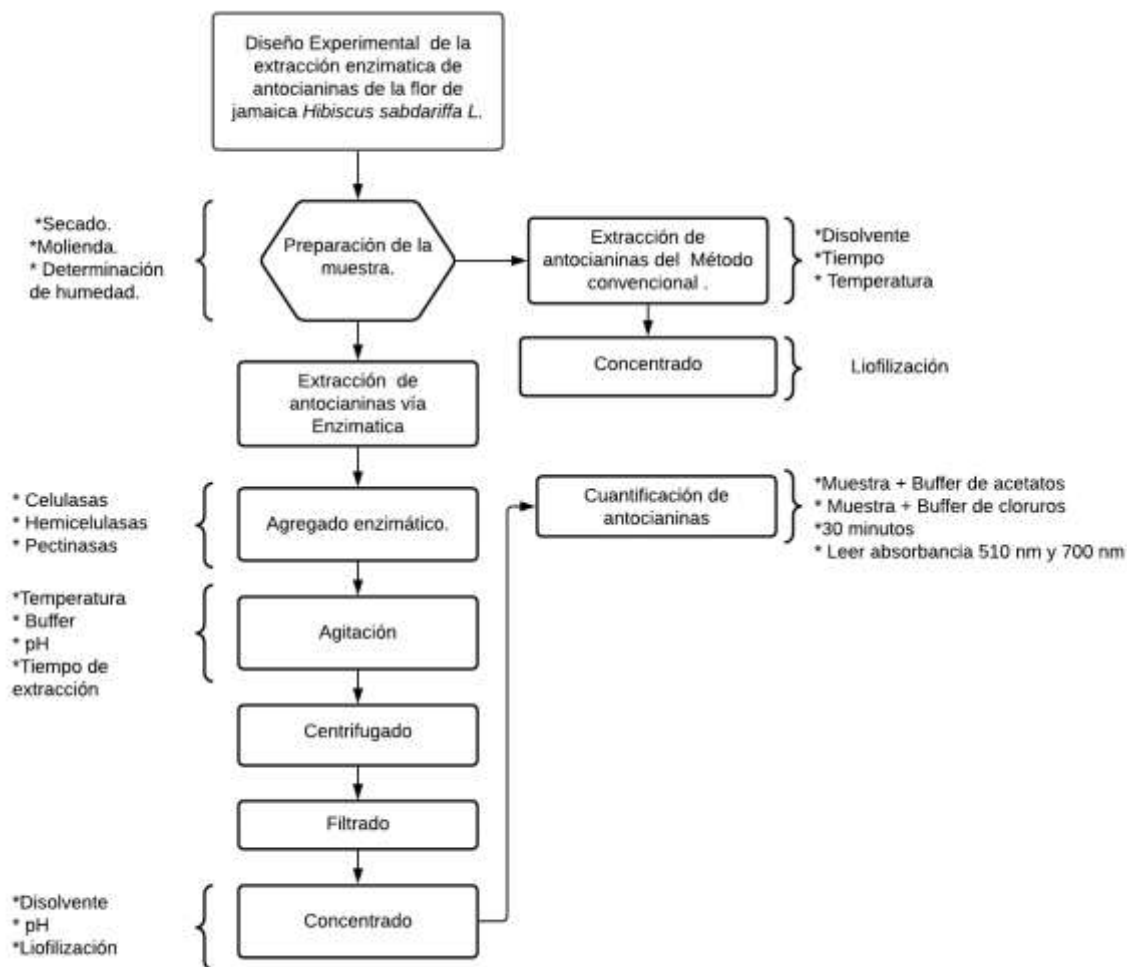 Diseño Experimental de la
extracción enzimatica de
antocianinas de la flor de
jamaica Hibiscus sabdariffa L.
*Secado.
*Molienda.
* Determinación
de humedad.
Preparación de la
muestra.
Extracción de
antocianinas del Método
convencional .
*Disolvente
*Tiempo
* Temperatura
Concentrado
Liofilización
Extracción de
antocianinas vía
Enzimatica
* Celulasas
* Hemicelulasas
* Pectinasas
Agregado enzimático.
Cuantificación de
antocianinas
*Muestra + Buffer de acetatos
* Muestra + Buffer de cloruros
*30 minutos
* Leer absorbancia 510 nm y 700 nm
*Temperatura
* Buffer
* pH
*Tiempo de
extracción
Agitación
Centrifugado
Filtrado
*Disolvente
* pH
*Liofilización
Concentrado